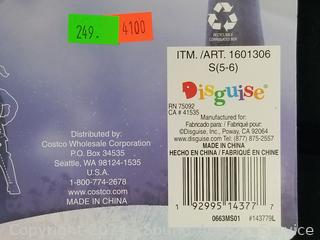 249.
4100
RECYCLABLE
CORRUGATED BOX
ITM. /ART. 1601306
S(5-6)
Disguise
RN 75092
CA # 41535
Manufactured for:
Fabricado para: / Fabriqué pour:
©Disguise, Inc., Poway, CA 92064
www.disguise.com Tel: (877) 875-2557
MADE IN CHINA
HECHO EN CHINA / FABRIQUÉ EN CHINE
1 92995 14377 7
0663MS01 #143779L
Distributed by:
Costco Wholesale Corporation
P.O. Box 34535
Seattle, WA 98124-1535
U.S.A.
1-800-774-2678
www.costco.com
MADE IN CHINA